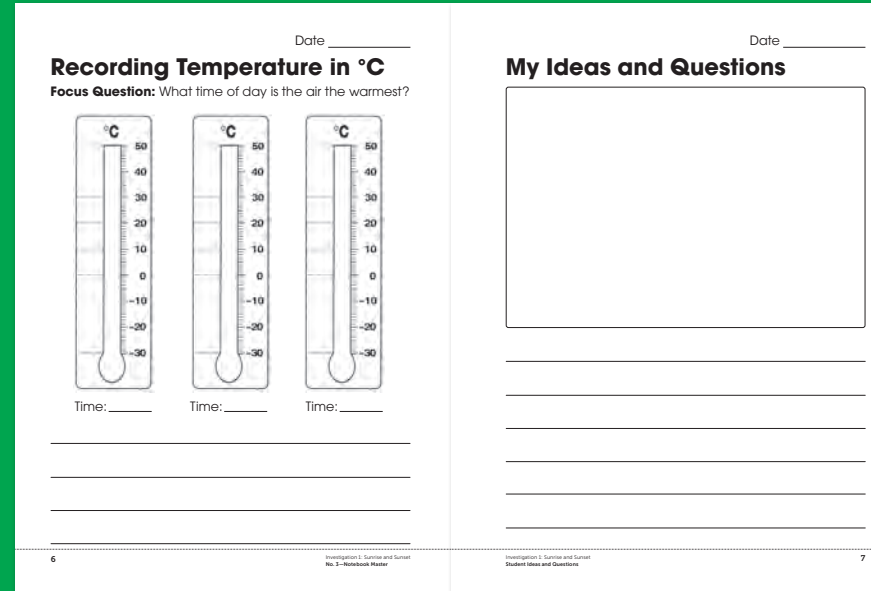 Date
Recording Temperature in °C
Focus Question: What time of day is the air the warmest?
°C
50
40
30
20
10
0
-10
-20
-30
Time:
°C
50
40
30
20
10
0
-10
-20
-30
Time:
°C
50
40
30
20
10
0
-10
-20
-30
Time:
6
Investigation 1: Sunrise and Sunset
No. 3—Notebook Master
Date
My Ideas and Questions
Investigation 1: Sunrise and Sunset
Student Ideas and Questions
7